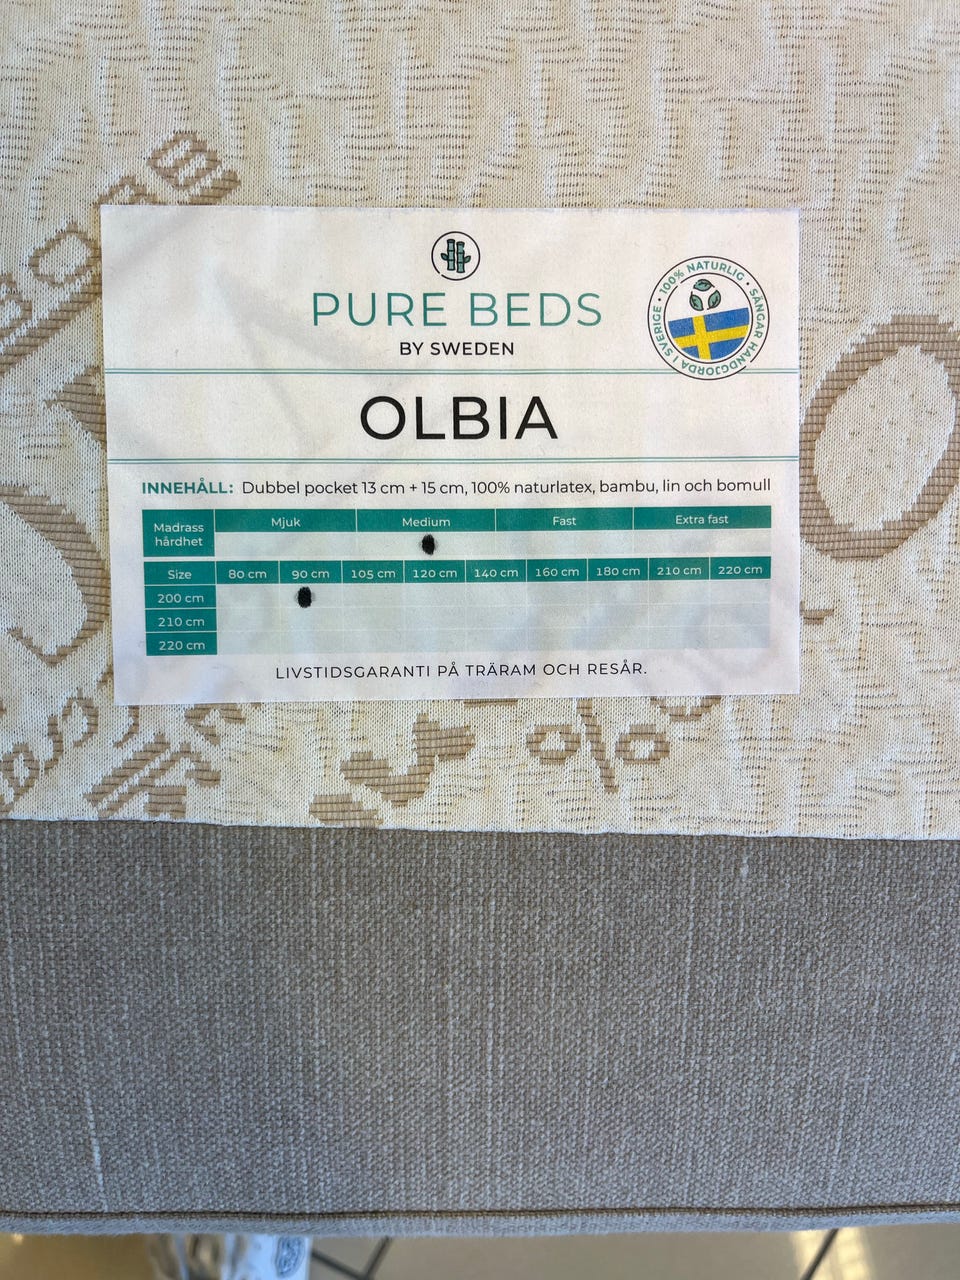 PURE BEDS
BY SWEDEN
100% NATURLIG • SÄNGAR HANDGJORDA I SVERIGE •
OLBIA
INNEHÅLL: Dubbel pocket 13 cm + 15 cm, 100% naturlatex, bambu, lin och bomull
Madrass hårdhet Mjuk Medium Fast Extra fast
Size 80 cm 90 cm 105 cm 120 cm 140 cm 160 cm 180 cm 210 cm 220 cm
200 cm
210 cm
220 cm
LIVSTIDSGARANTI PÅ TRÄRAM OCH RESÅR.